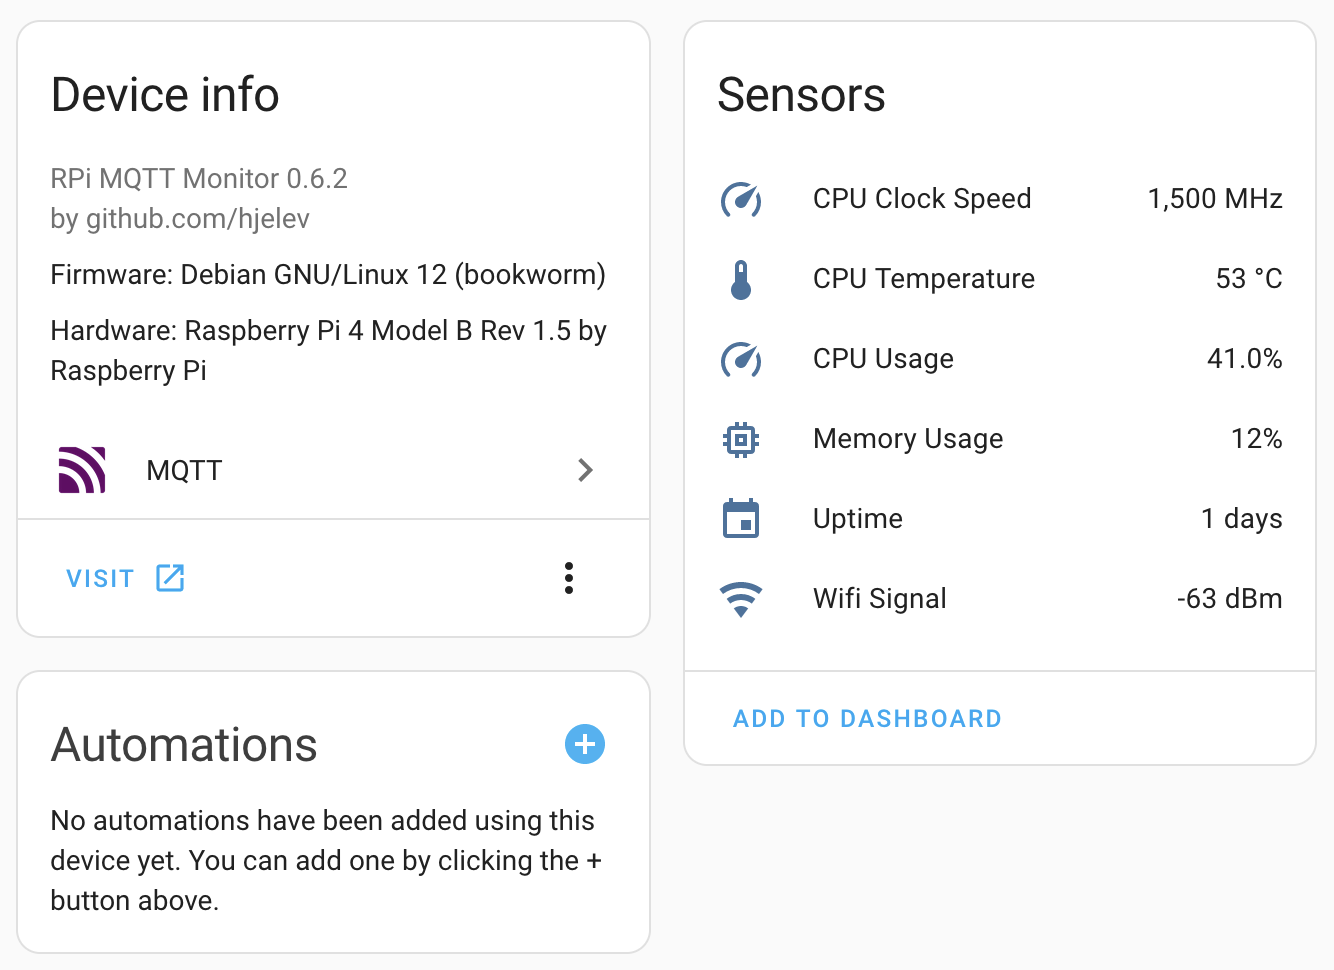 Device info
RPi MQTT Monitor 0.6.2
by github.com/hjelev
Firmware: Debian GNU/Linux 12 (bookworm)
Hardware: Raspberry Pi 4 Model B Rev 1.5 by
Raspberry Pi
MQTT
VISIT
Automations
No automations have been added using this
device yet. You can add one by clicking the +
button above.
Sensors
CPU Clock Speed 1,500 MHz
CPU Temperature 53 °C
CPU Usage 41.0%
Memory Usage 12%
Uptime 1 days
Wifi Signal -63 dBm
ADD TO DASHBOARD